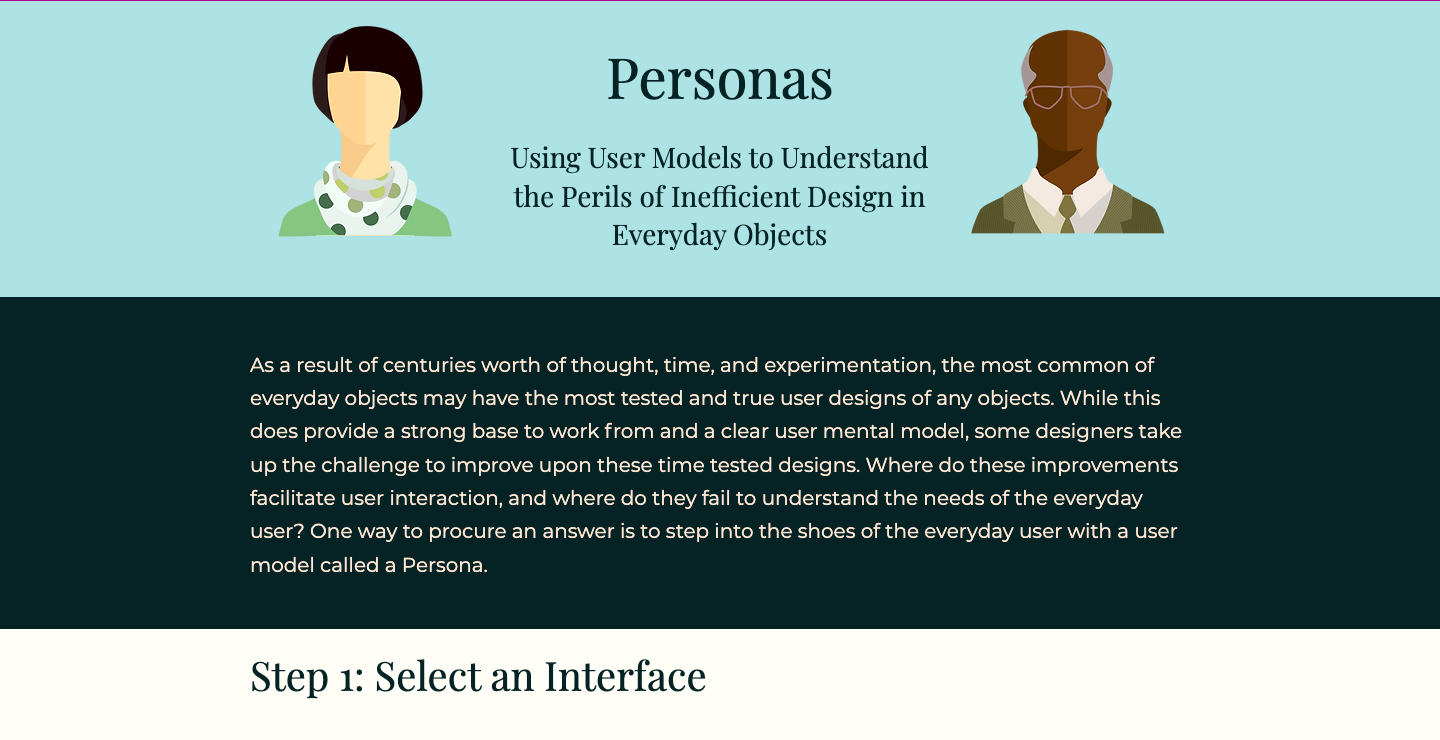 Personas
Using User Models to Understand
the Perils of Inefficient Design in
Everyday Objects
As a result of centuries worth of thought, time, and experimentation, the most common of
everyday objects may have the most tested and true user designs of any objects. While this
does provide a strong base to work from and a clear user mental model, some designers take
up the challenge to improve upon these time tested designs. Where do these improvements
facilitate user interaction, and where do they fail to understand the needs of the everyday
user? One way to procure an answer is to step into the shoes of the everyday user with a user
model called a Persona.
Step 1: Select an Interface